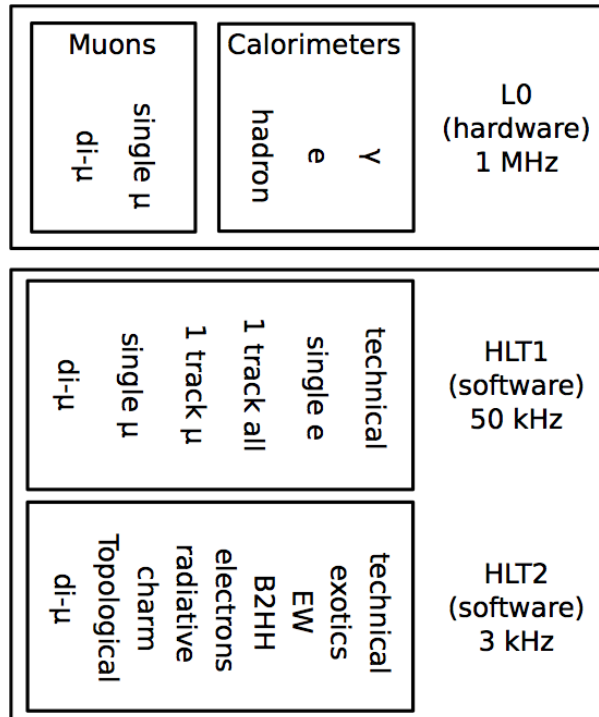 Muons
di-μ
single μ
Calorimeters
hadron
e
γ
L0
(hardware)
1 MHz
di-μ
single μ
1 track μ
1 track all
single e
technical
HLT1
(software)
50 kHz
di-μ
Topological
charm
radiative
electrons
B2HH
EW
exotics
technical
HLT2
(software)
3 kHz